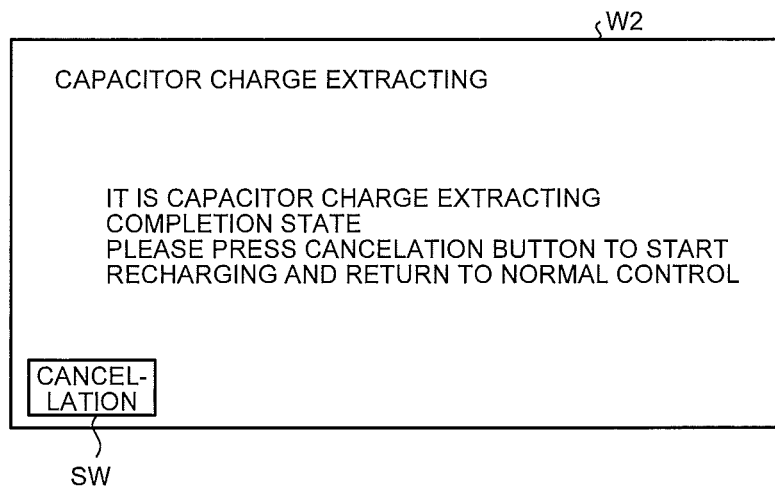 W2
CAPACITOR CHARGE EXTRACTING
IT IS CAPACITOR CHARGE EXTRACTING
COMPLETION STATE
PLEASE PRESS CANCELATION BUTTON TO START
RECHARGING AND RETURN TO NORMAL CONTROL
CANCEL-
LATION
SW